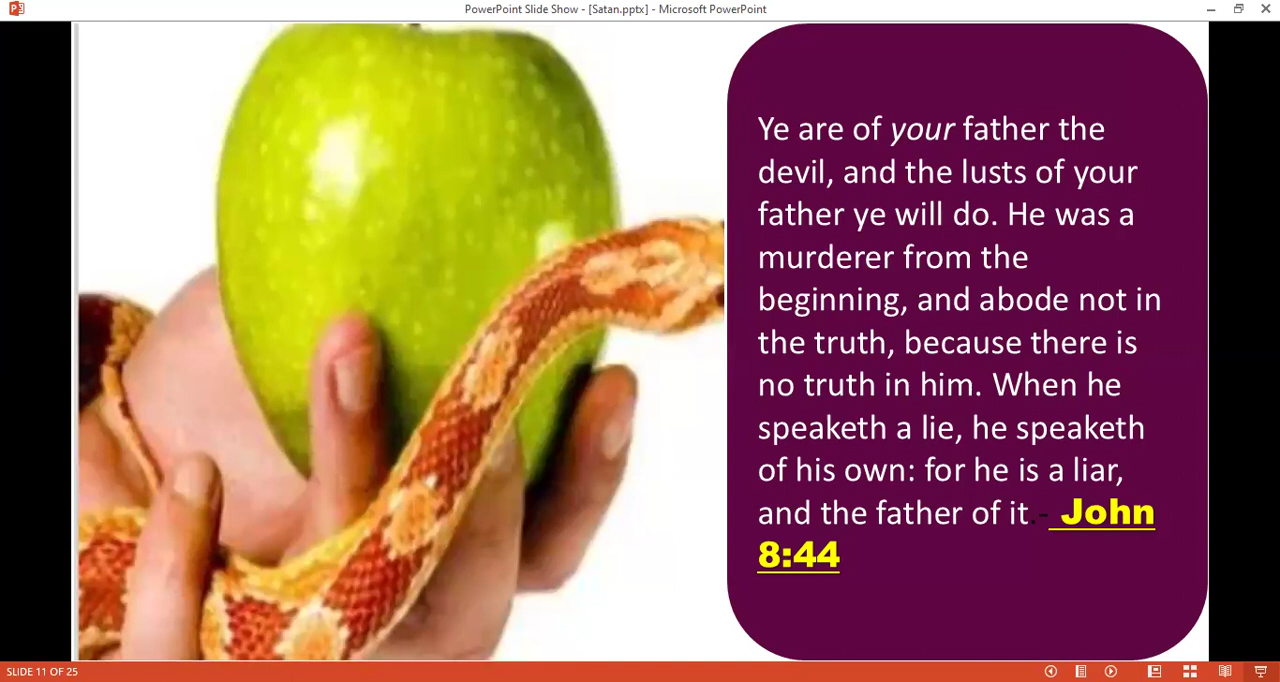 PowerPoint Slide Show - [Satan.pptx] - Microsoft PowerPoint
Ye are of your father the
devil, and the lusts of your
father ye will do. He was a
murderer from the
beginning, and abode not in
the truth, because there is
no truth in him. When he
speaketh a lie, he speaketh
of his own: for he is a liar,
and the father of it.- John
8:44
SLIDE 11 OF 25